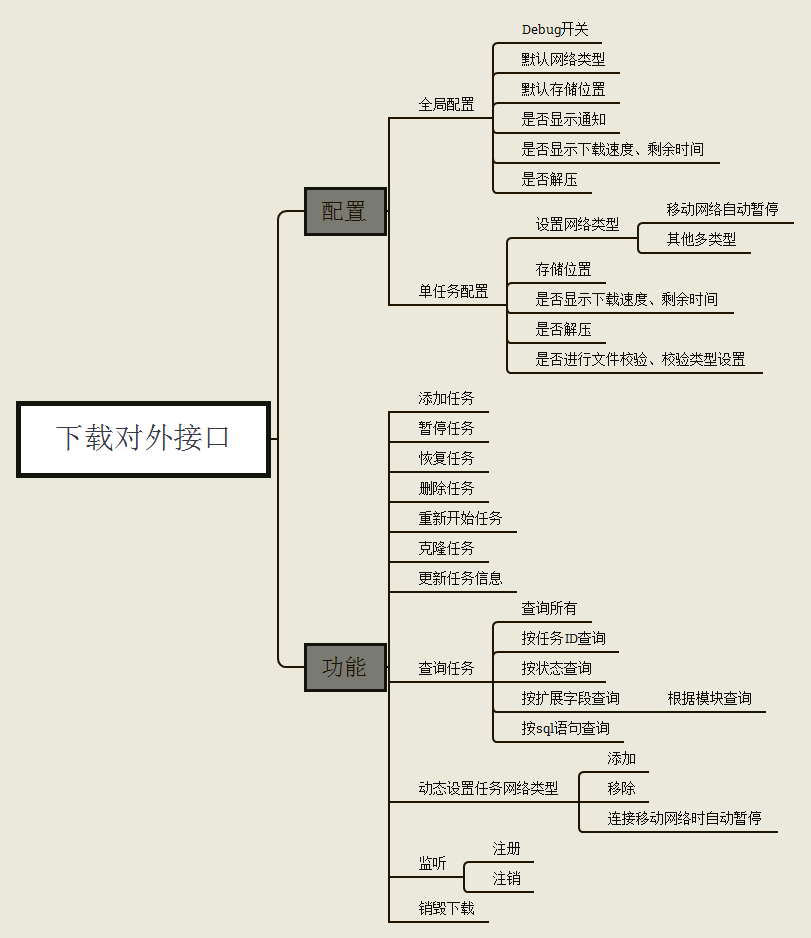 下载对外接口
配置
全局配置
Debug开关
默认网络类型
默认存储位置
是否显示通知
是否显示下载速度、剩余时间
是否解压
单任务配置
设置网络类型
移动网络自动暂停
其他多类型
存储位置
是否显示下载速度、剩余时间
是否解压
是否进行文件校验、校验类型设置
功能
添加任务
暂停任务
恢复任务
删除任务
重新开始任务
克隆任务
更新任务信息
查询任务
查询所有
按任务ID查询
按状态查询
按扩展字段查询
根据模块查询
按sql语句查询
动态设置任务网络类型
添加
移除
连接移动网络时自动暂停
监听
注册
注销
销毁下载